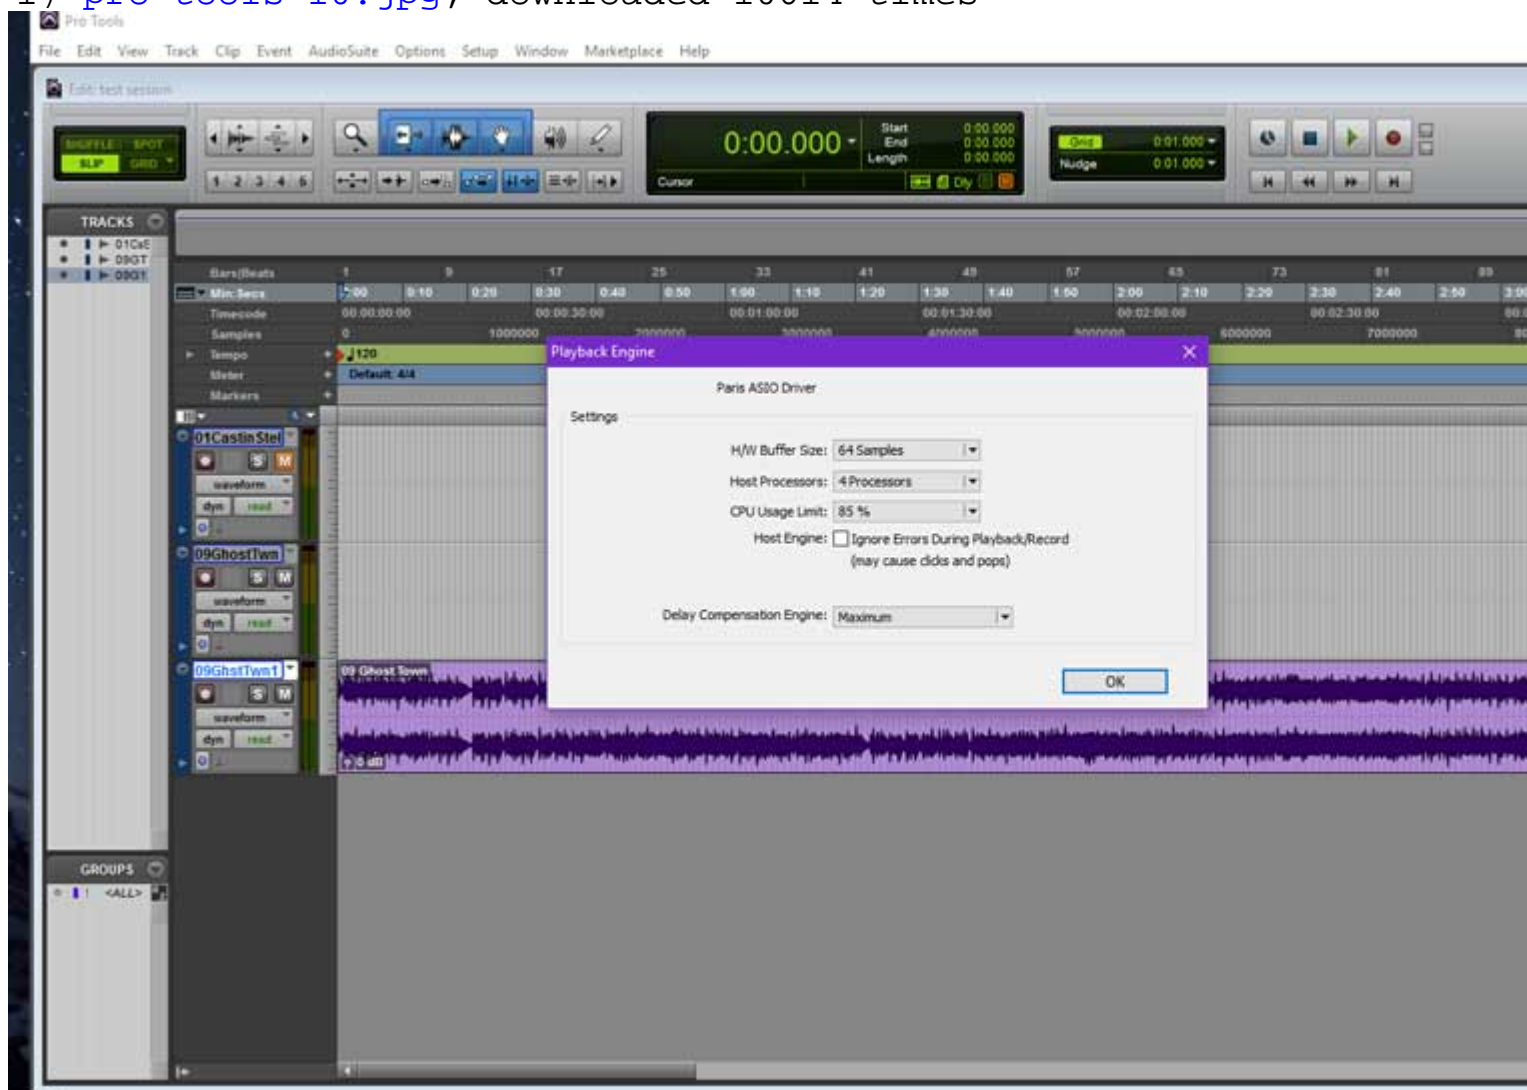 Pro Tools
File Edit View Track Clip Event AudioSuite Options Setup Window Marketplace Help
Edit: test session
SHUFFLE SPOT
SLIP GRID
1 2 3 4 5
0:00.000
Start 0:00.000
End 0:00.000
Length 0:00.000
Cursor
Dly
Grid 0:01.000
Nudge 0:01.000
TRACKS
01CaS
09GT
09GT
Bars|Beats 1 9 17 25 33 41 49 57 65 73 81 89
Min:Secs 0:00 0:10 0:20 0:30 0:40 0:50 1:00 1:10 1:20 1:30 1:40 1:50 2:00 2:10 2:20 2:30 2:40 2:50 3:00
Timecode 00:00:00:00 00:00:30:00 00:01:00:00 00:01:30:00 00:02:00:00 00:02:30:00
Samples 0 1000000 2000000 3000000 4000000 5000000 6000000 7000000
Tempo 120
Meter Default: 4/4
Markers
Playback Engine
Paris ASIO Driver
Settings
H/W Buffer Size: 64 Samples
Host Processors: 4 Processors
CPU Usage Limit: 85 %
Host Engine: Ignore Errors During Playback/Record
(may cause clicks and pops)
Delay Compensation Engine: Maximum
OK
01CastinStel
S M
waveform
dyn read
09GhostTwn
S M
waveform
dyn read
09GhstTwn1
S M
waveform
dyn read
09 Ghost Town
0 dB
GROUPS
! <ALL>